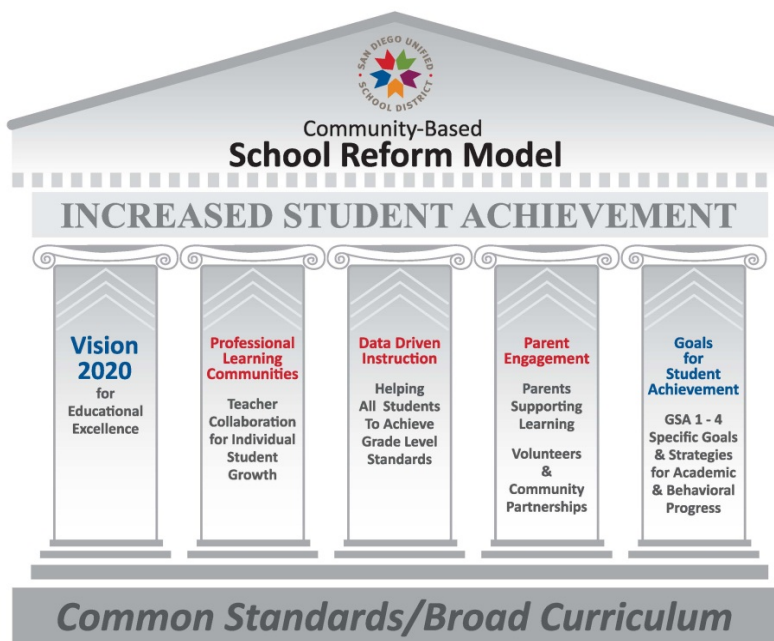 SAN DIEGO UNIFIED
SCHOOL DISTRICT
Community-Based
School Reform Model
INCREASED STUDENT ACHIEVEMENT
Vision
2020
for
Educational
Excellence
Professional
Learning
Communities
Teacher
Collaboration
for Individual
Student
Growth
Data Driven
Instruction
Helping
All Students
To Achieve
Grade Level
Standards
Parent
Engagement
Parents
Supporting
Learning
Volunteers
&
Community
Partnerships
Goals
for
Student
Achievement
GSA 1 - 4
Specific Goals
& Strategies
for Academic
& Behavioral
Progress
Common Standards/Broad Curriculum